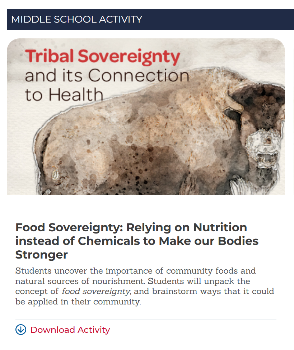 MIDDLE SCHOOL ACTIVITY
Tribal Sovereignty
and its Connection
to Health
Food Sovereignty: Relying on Nutrition
instead of Chemicals to Make our Bodies
Stronger
Students uncover the importance of community foods and
natural sources of nourishment. Students will unpack the
concept of food sovereignty, and brainstorm ways that it could
be applied in their community.
Download Activity